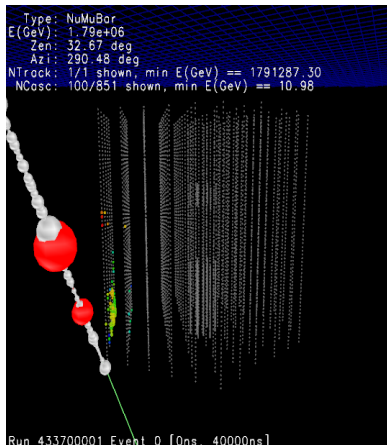 Type: NuMuBar
E(GeV): 1.79e+06
Zen: 32.67 deg
Azi: 290.48 deg
NTrack: 1/1 shown, min E(GeV) == 1791287.30
NCasc: 100/851 shown, min E(GeV) == 10.98
Run 433700001 Event 0 [0ns, 40000ns]